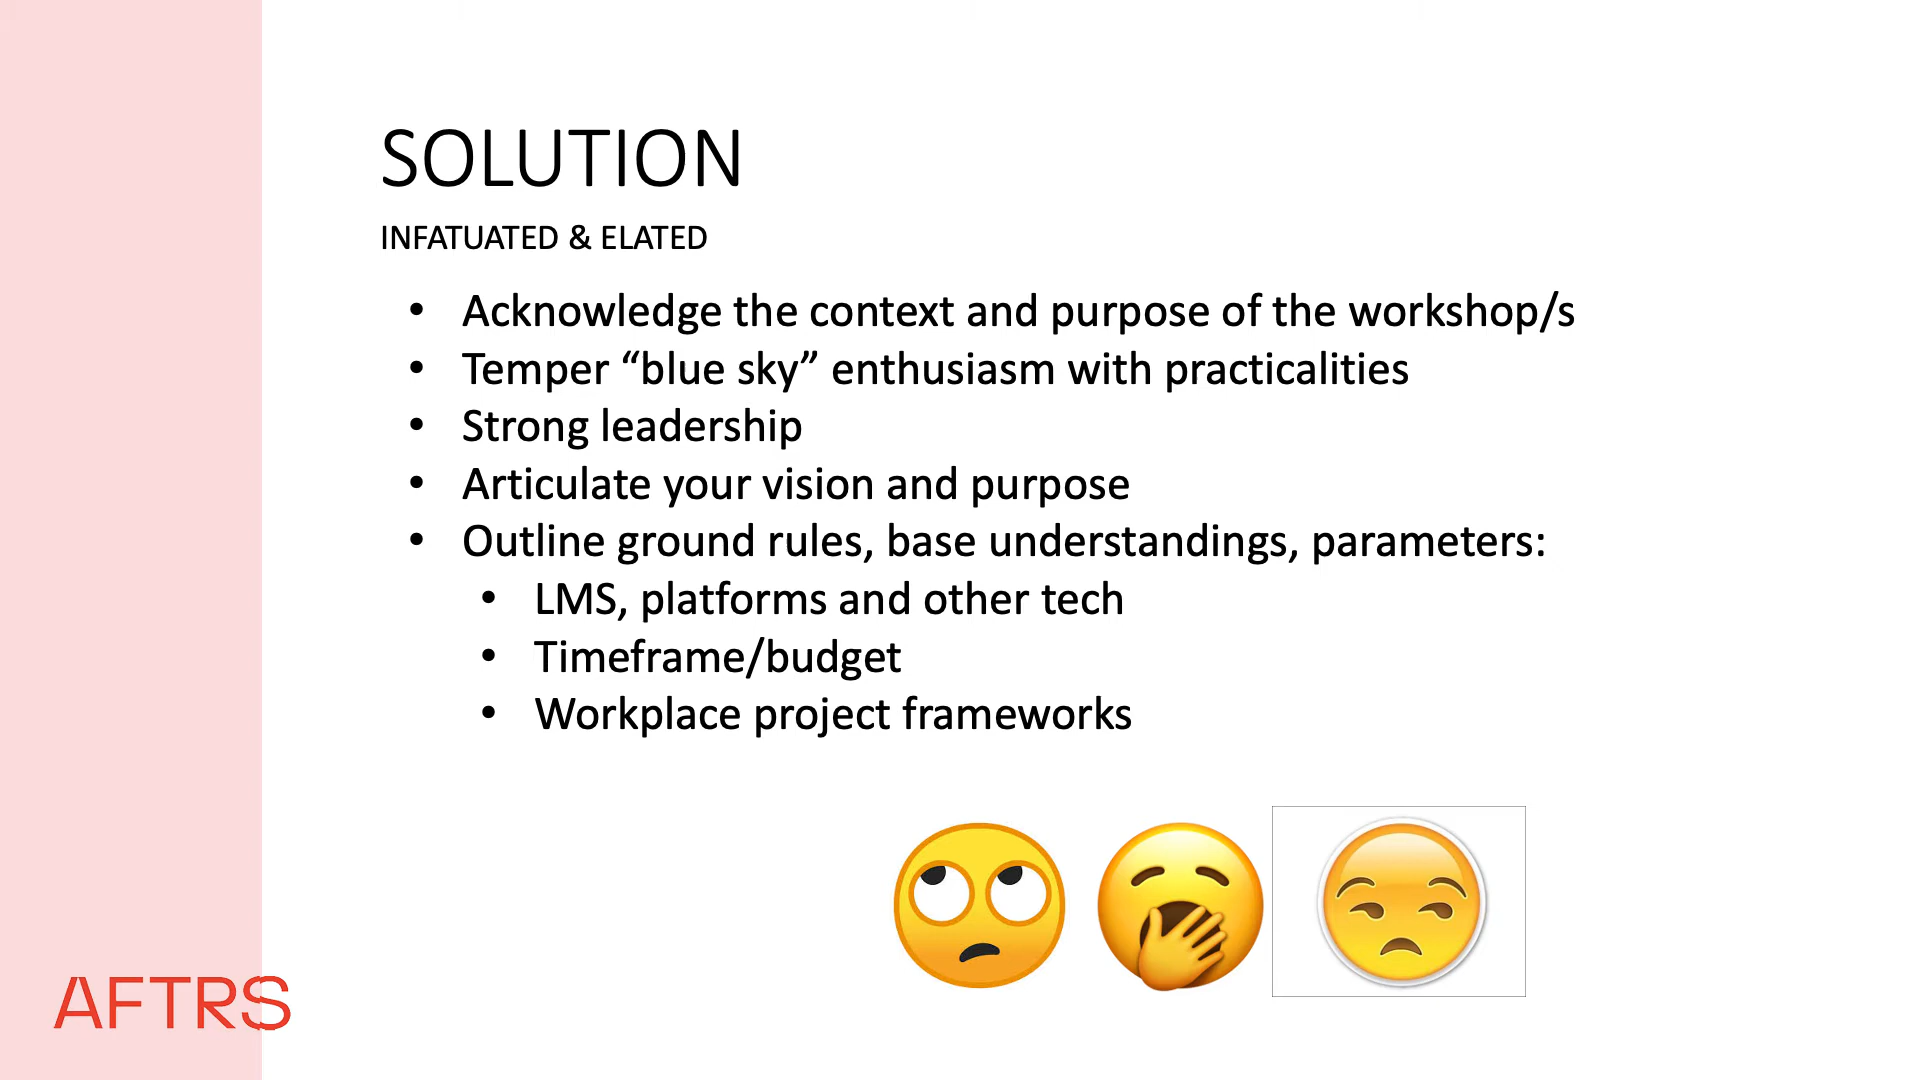 SOLUTION
INFATUATED & ELATED
• Acknowledge the context and purpose of the workshop/s
• Temper “blue sky” enthusiasm with practicalities
• Strong leadership
• Articulate your vision and purpose
• Outline ground rules, base understandings, parameters:
• LMS, platforms and other tech
• Timeframe/budget
• Workplace project frameworks
AFTRS